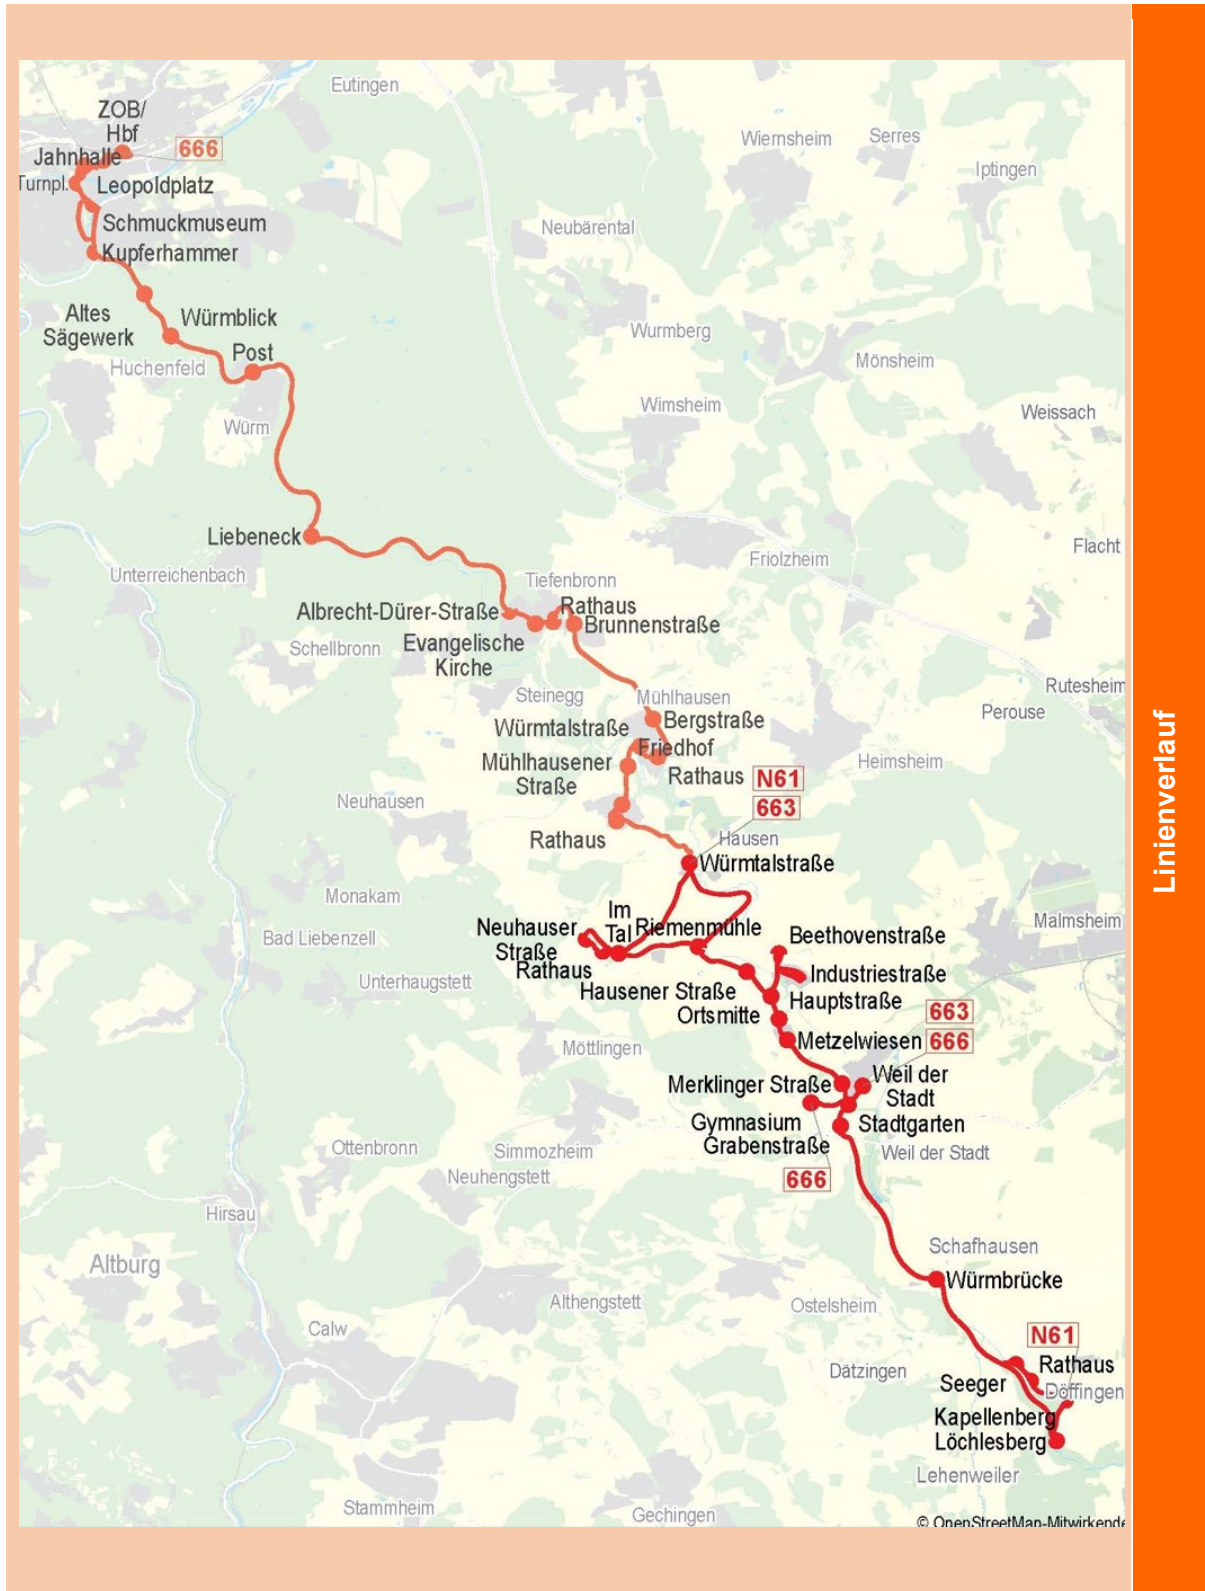 Eutingen
ZOB/
Hbf
Jahnhalle
666
Turnpl.
Leopoldplatz
Schmuckmuseum
Kupferhammer
Wiernsheim
Serres
Iptingen
Neubärental
Altes
Sägewerk
Würmblick
Post
Huchenfeld
Würm
Wurmberg
Mönsheim
Wimsheim
Weissach
Liebeneck
Flacht
Friolzheim
Unterreichenbach
Tiefenbronn
Albrecht-Dürer-Straße
Rathaus
Brunnenstraße
Evangelische
Kirche
Schellbronn
Steinegg
Mühlhausen
Rutesheim
Perouse
Würmtalstraße
Bergstraße
Friedhof
Mühlhausener
Straße
Rathaus
N61
663
Heimsheim
Neuhausen
Rathaus
Hausen
Würmtalstraße
Monakam
Im
Tal
Riemenmühle
Neuhauser
Straße
Rathaus
Beethovenstraße
Malmsheim
Bad Liebenzell
Industriestraße
Unterhaugstett
Hausener Straße
Hauptstraße
Ortsmitte
663
Metzelwiesen
666
Möttlingen
Merklinger Straße
Weil der
Stadt
Gymnasium
Grabenstraße
Stadtgarten
Weil der Stadt
Ottenbronn
Simmozheim
Neuhengstett
666
Hirsau
Schafhausen
Altburg
Würmbrücke
Althengstett
Ostelsheim
Calw
N61
Dätzingen
Rathaus
Seeger
Döffingen
Kapellenberg
Löchlesberg
Lehenweiler
Stammheim
Gechingen
© OpenStreetMap-Mitwirkende
Linienverlauf